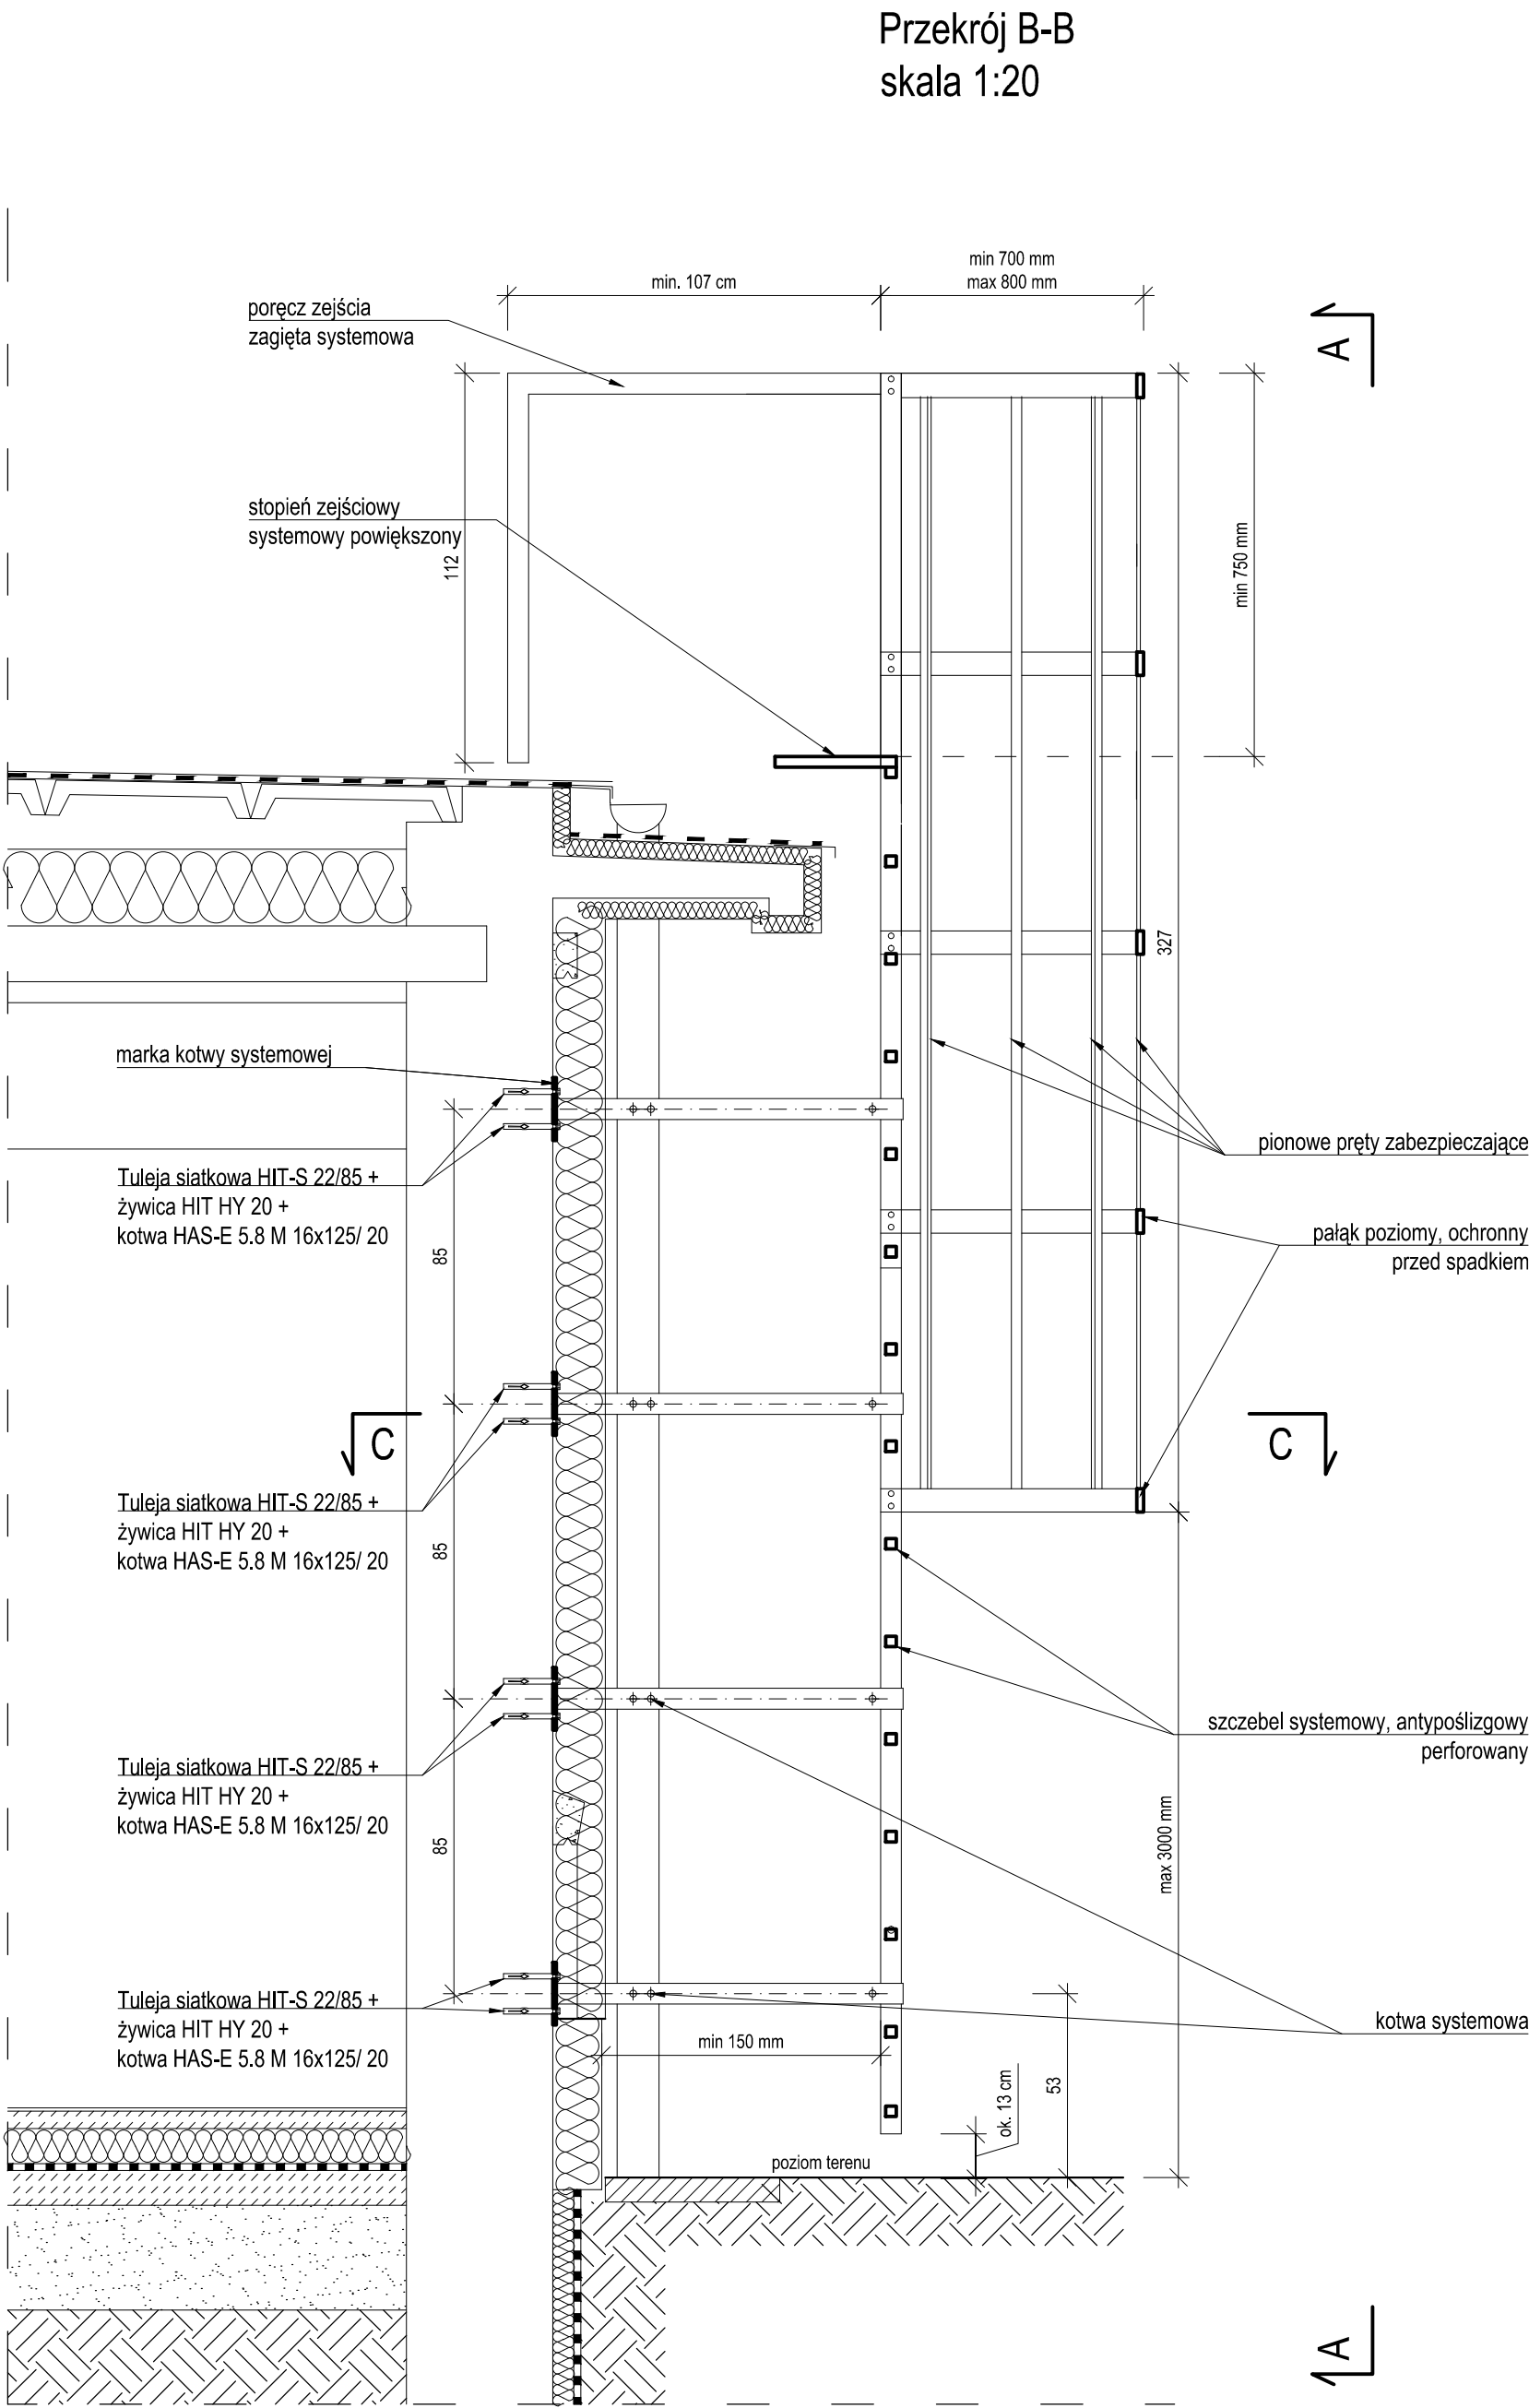 Przekrój B-B
skala 1:20
min 700 mm
max 800 mm
min. 107 cm
poręcz zejścia
zagięta systemowa
A
stopień zejściowy
systemowy powiększony
112
min 750 mm
327
marka kotwy systemowej
pionowe pręty zabezpieczające
Tuleja siatkowa HIT-S 22/85 +
żywica HIT HY 20 +
kotwa HAS-E 5.8 M 16x125/ 20
85
pałąk poziomy, ochronny
przed spadkiem
C
C
Tuleja siatkowa HIT-S 22/85 +
żywica HIT HY 20 +
kotwa HAS-E 5.8 M 16x125/ 20
85
szczebel systemowy, antypoślizgowy
perforowany
Tuleja siatkowa HIT-S 22/85 +
żywica HIT HY 20 +
kotwa HAS-E 5.8 M 16x125/ 20
85
max 3000 mm
Tuleja siatkowa HIT-S 22/85 +
żywica HIT HY 20 +
kotwa HAS-E 5.8 M 16x125/ 20
kotwa systemowa
min 150 mm
ok. 13 cm
53
poziom terenu
A